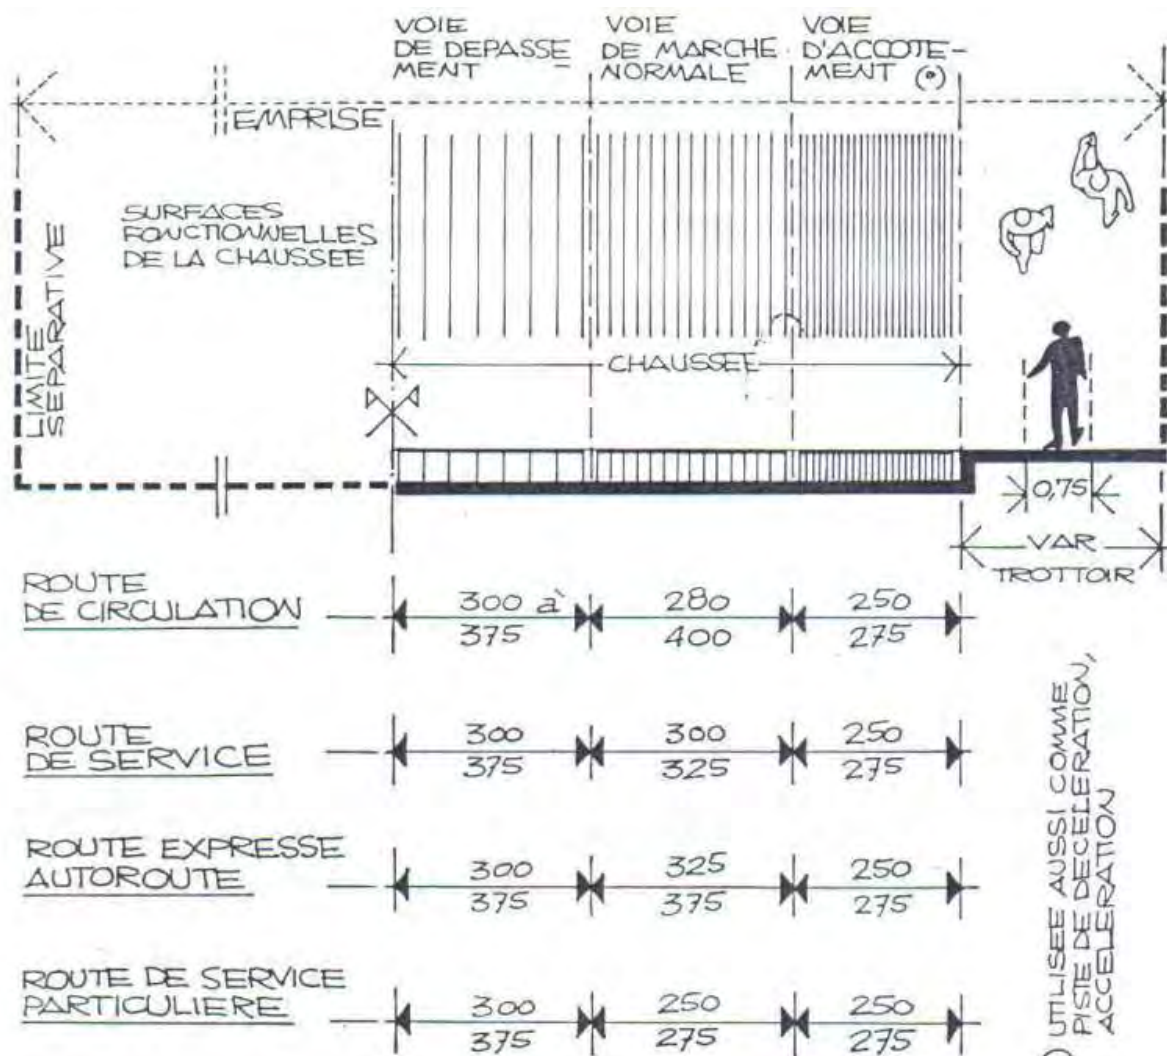 VOIE
DE DEPASSE
MENT
VOIE
DE MARCHE
NORMALE
VOIE
D'ACCOTE-
MENT (°)
EMPRISE
SURFACES
FONCTIONNELLES
DE LA CHAUSSEE
LIMITE
SEPARATIVE
CHAUSSEE
0,75
VAR
TROTTOIR
ROUTE
DE CIRCULATION
300 à
375
280
400
250
275
ROUTE
DE SERVICE
300
375
300
325
250
275
ROUTE EXPRESSE
AUTOROUTE
300
375
325
375
250
275
ROUTE DE SERVICE
PARTICULIERE
300
375
250
275
250
275
) UTILISEE AUSSI COMME
PISTE DE DECELERATION,
ACCELERATION